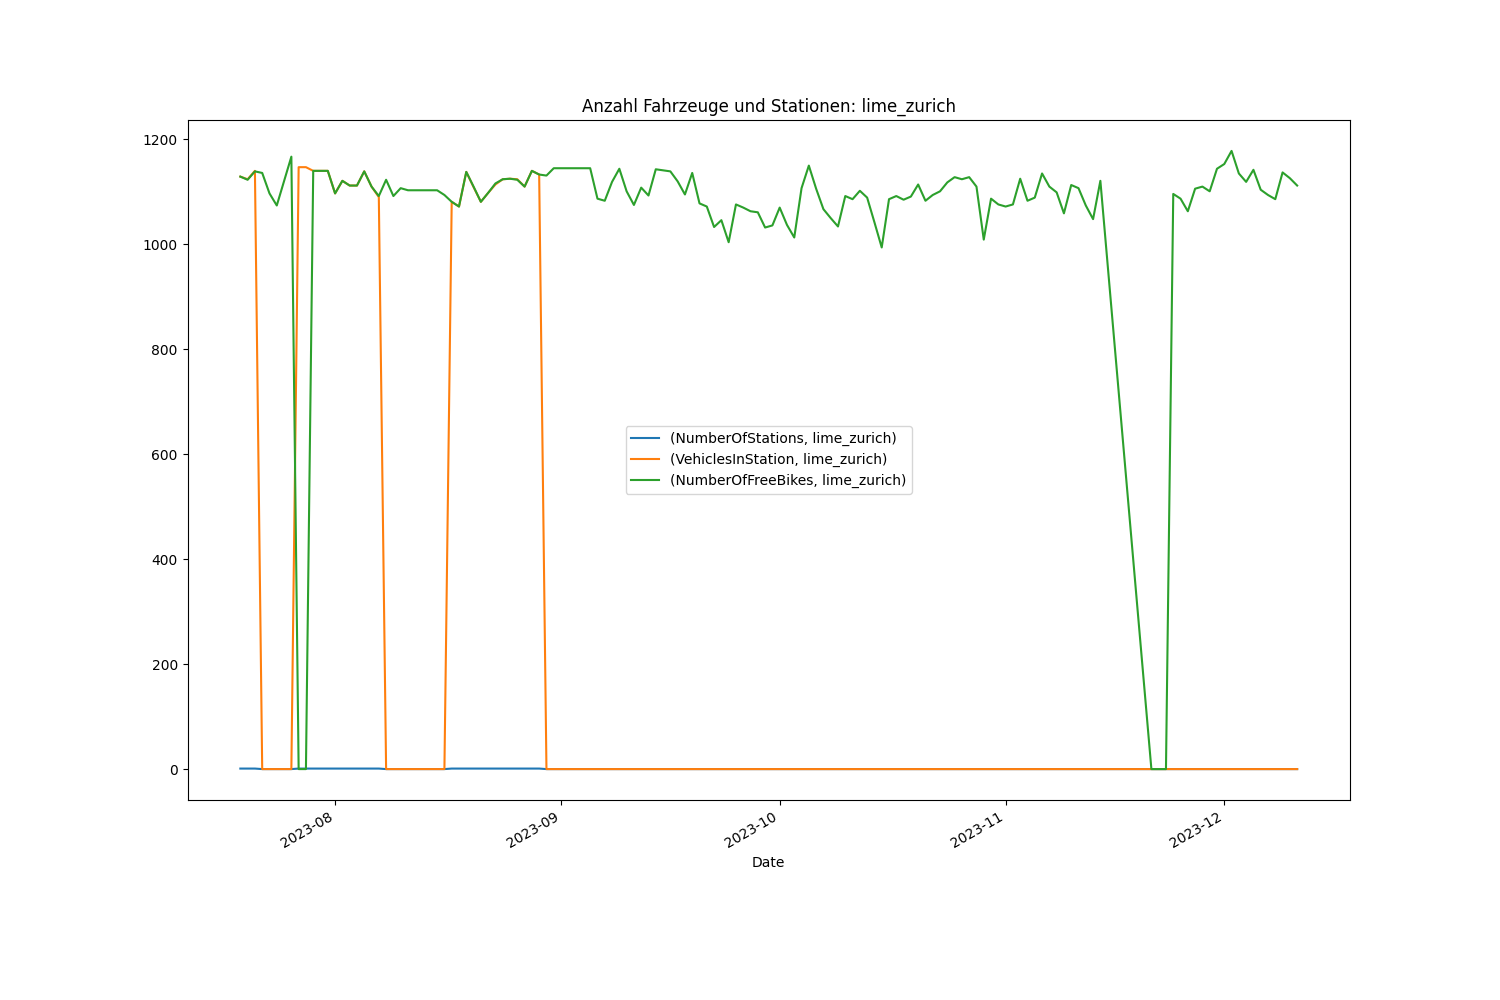 Anzahl Fahrzeuge und Stationen: lime_zurich
1200
1000
800
600
400
200
0
(NumberOfStations, lime_zurich)
(VehiclesInStation, lime_zurich)
(NumberOfFreeBikes, lime_zurich)
2023-08
2023-09
2023-10
2023-11
2023-12
Date